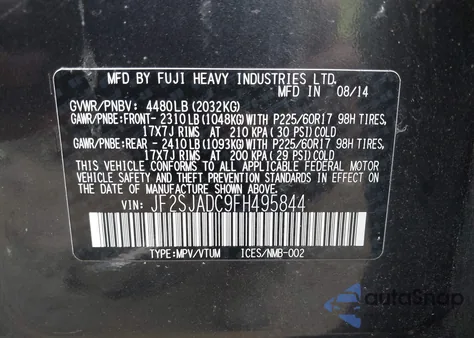 MFD BY FUJI HEAVY INDUSTRIES LTD.
MFD IN 08/14
GVWR/PNBV: 4480LB(2032KG)
GAWR/PNBE:FRONT-2310LB(1048KG)WITH P225/60R17 98H TIRES,
17X7J RIMS AT 210 KPA(30 PSI)COLD
GAWR/PNBE:REAR -2410LB(1093KG)WITH P225/60R17 98H TIRES,
17X7J RIMS AT 200 KPA(29 PSI)COLD
THIS VEHICLE CONFORMS TO ALL APPLICABLE FEDERAL MOTOR
VEHICLE SAFETY BUMPER, AND THEFT PREVENTION STANDARDS
IN EFFECT ON THE DATE OF MANUFACTURE SHOWN ABOVE.
VIN: JF2SJADC9FH495844
TYPE:MPV/VTUM ICES/NMB-002
autoSnap